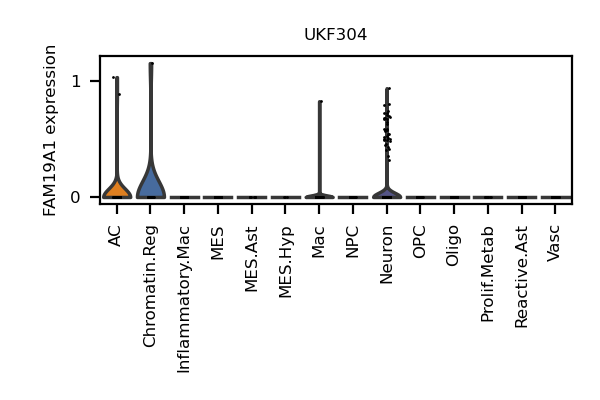 UKF304
FAM19A1 expression
1
0
AC
Chromatin.Reg
Inflammatory.Mac
MES
MES.Ast
MES.Hyp
Mac
NPC
Neuron
OPC
Oligo
Prolif.Metab
Reactive.Ast
Vasc